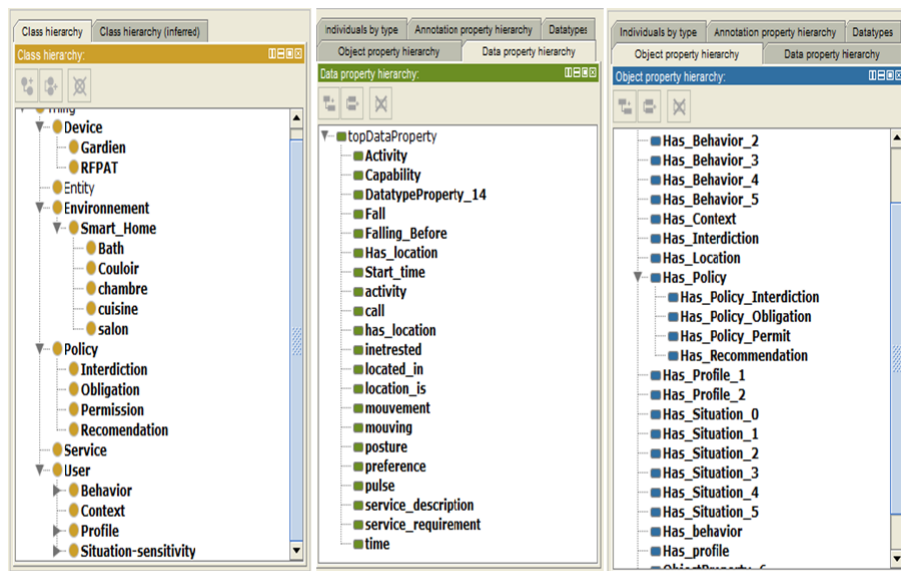 Class hierarchy Class hierarchy (inferred)
Class hierarchy:
Thing
Device
Gardien
RFPAT
Entity
Environnement
Smart_Home
Bath
Couloir
chambre
cuisine
salon
Policy
Interdiction
Obligation
Permission
Recomendation
Service
User
Behavior
Context
Profile
Situation-sensitivity
Individuals by type Annotation property hierarchy Datatypes
Object property hierarchy Data property hierarchy
Data property hierarchy:
topDataProperty
Activity
Capability
DatatypeProperty_14
Fall
Falling_Before
Has_location
Start_time
activity
call
has_location
inetrested
located_in
location_is
mouvement
mouving
posture
preference
pulse
service_description
service_requirement
time
Individuals by type Annotation property hierarchy Datatypes
Object property hierarchy Data property hierarchy
Object property hierarchy:
Has_Behavior_2
Has_Behavior_3
Has_Behavior_4
Has_Behavior_5
Has_Context
Has_Interdiction
Has_Location
Has_Policy
Has_Policy_Interdiction
Has_Policy_Obligation
Has_Policy_Permit
Has_Recommendation
Has_Profile_1
Has_Profile_2
Has_Situation_0
Has_Situation_1
Has_Situation_2
Has_Situation_3
Has_Situation_4
Has_Situation_5
Has_behavior
Has_profile
ObjectProperty_6